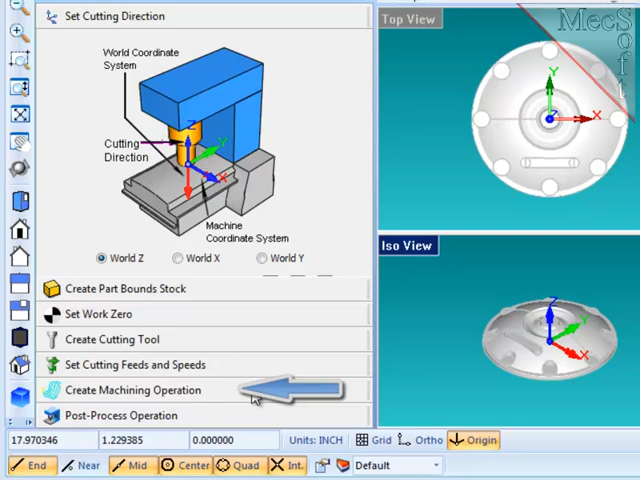 Set Cutting Direction
World Coordinate
System
Cutting
Direction
Z
Y
X
Machine
Coordinate System
World Z
World X
World Y
Create Part Bounds Stock
Set Work Zero
Create Cutting Tool
Set Cutting Feeds and Speeds
Create Machining Operation
Post-Process Operation
Top View
MecSoft
Y
Z
X
Iso View
Z
Y
X
17.970346
1.229385
0.000000
Units: INCH
Grid
Ortho
Origin
End
Near
Mid
Center
Quad
Int.
Default